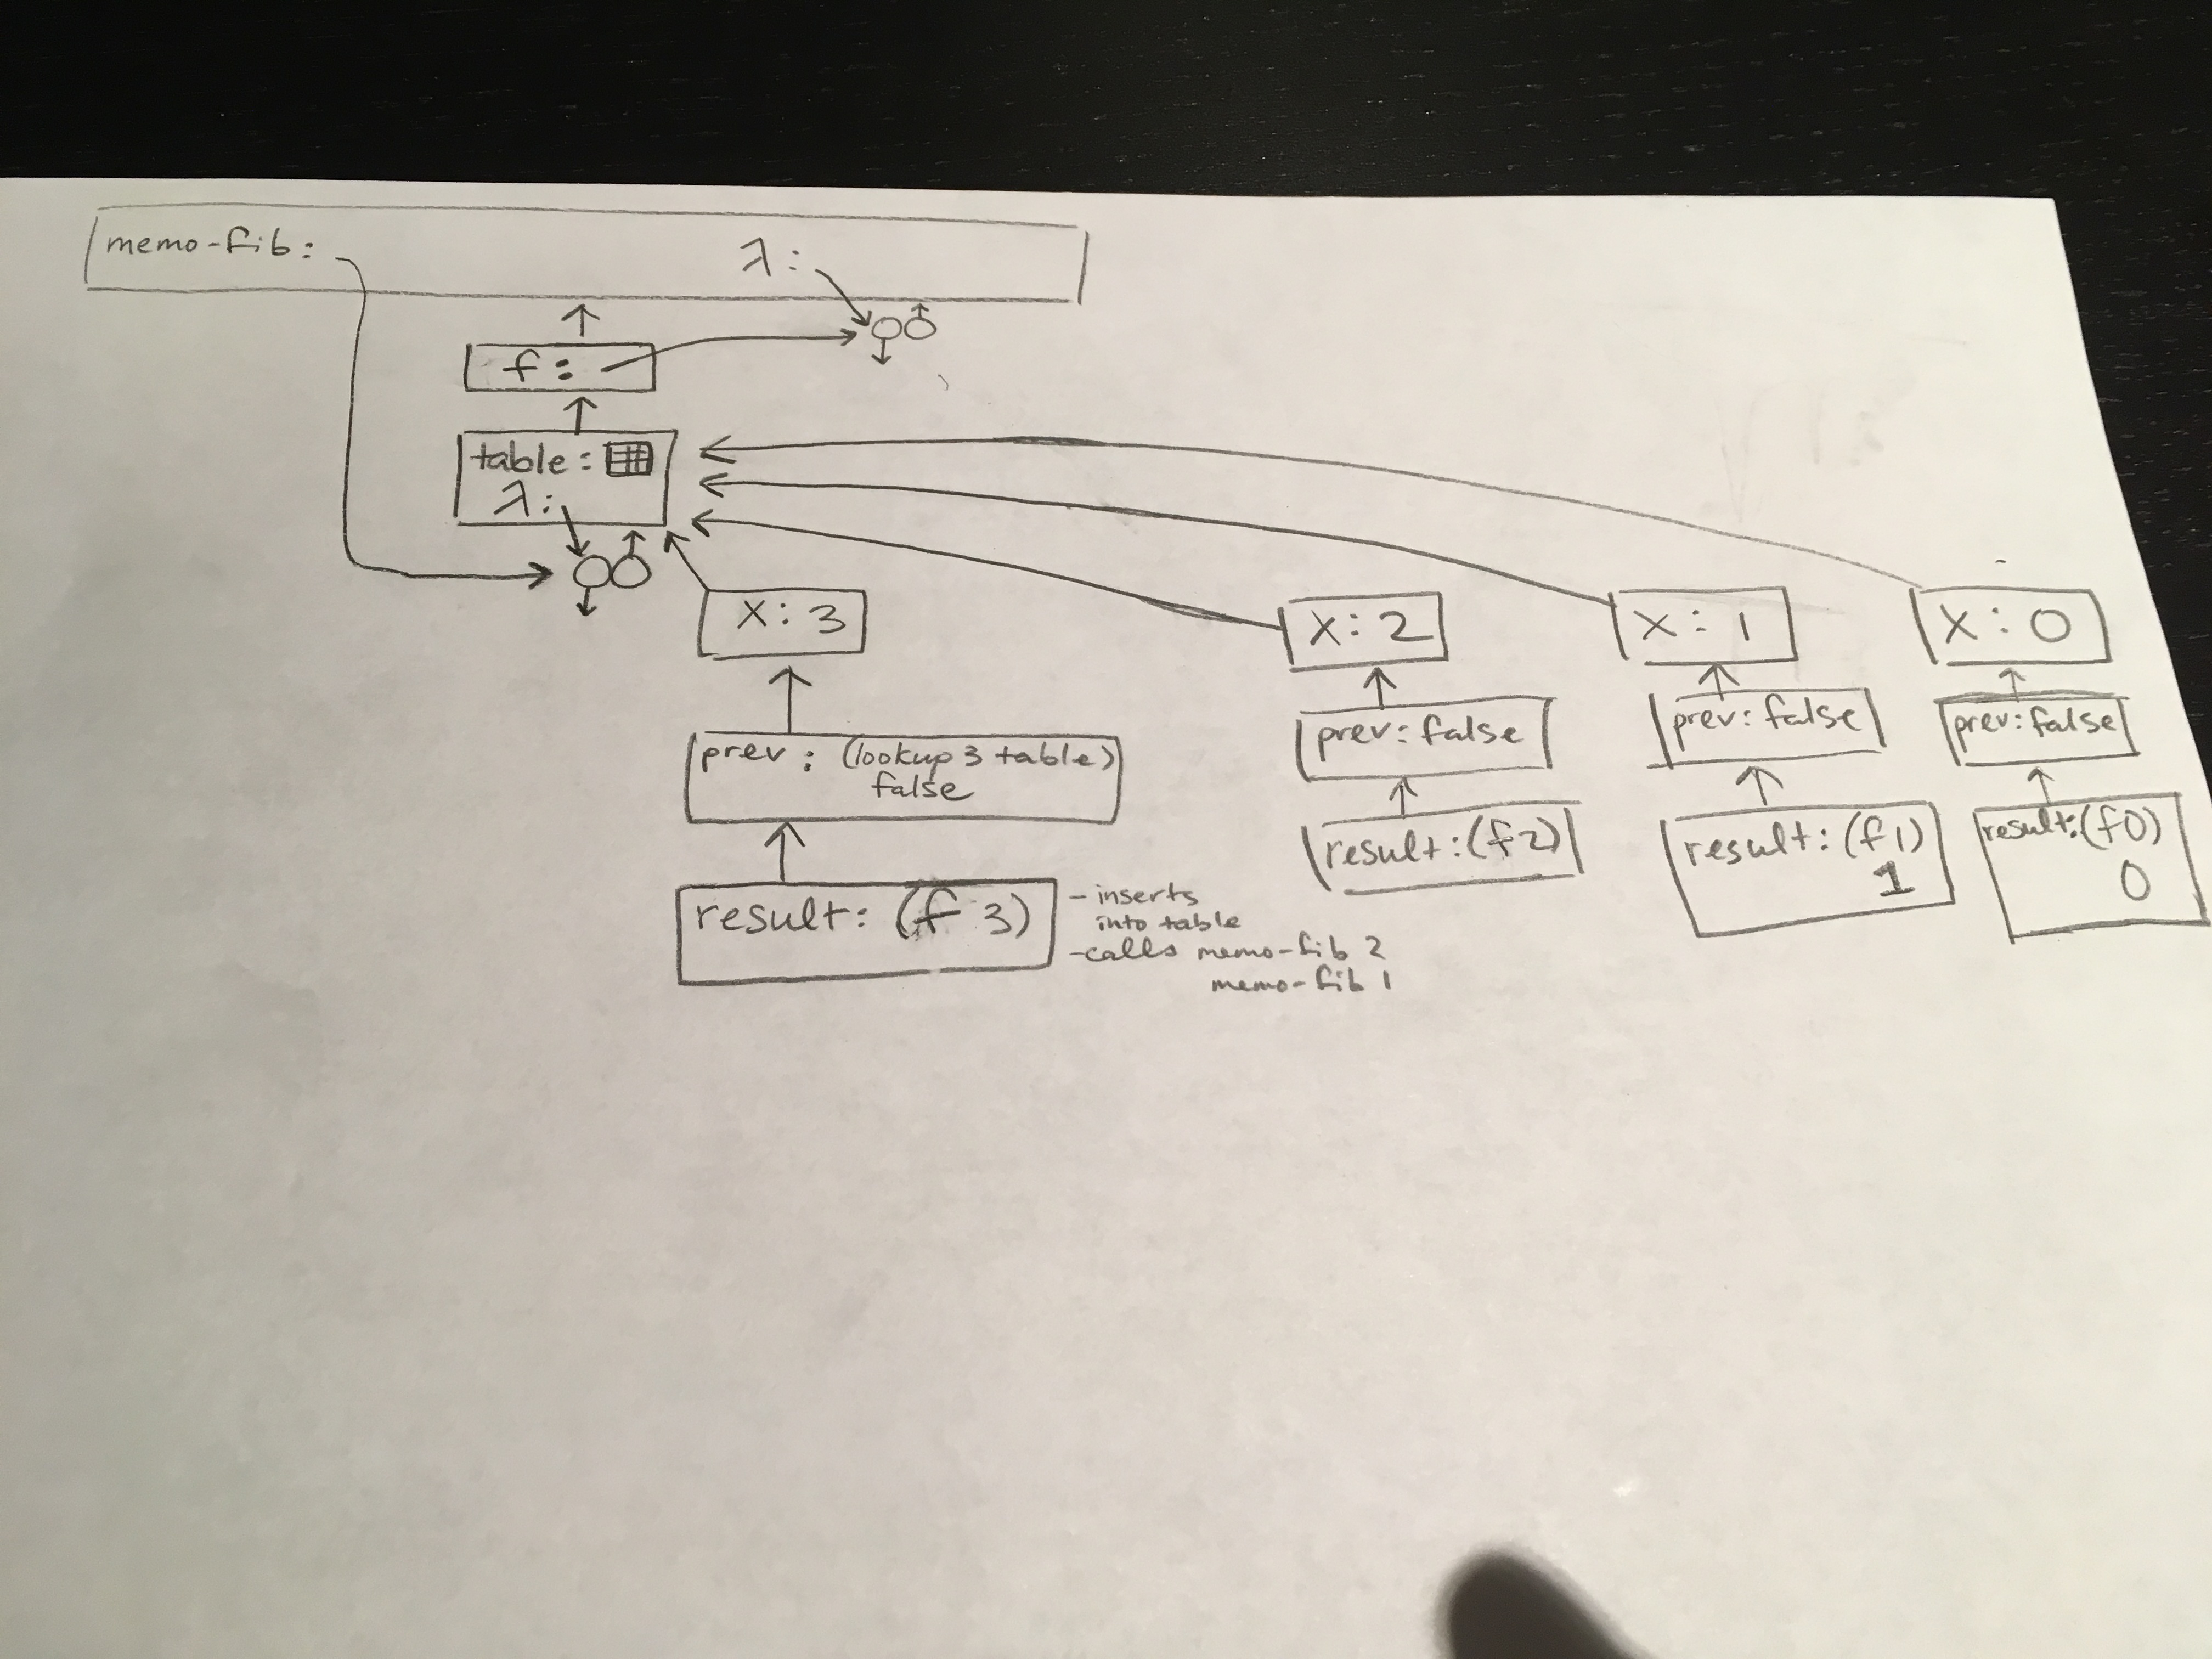 memo-fib:
λ:
f:
table:
λ:
x: 3
x: 2
x: 1
x: 0
prev: (lookup 3 table)
false
prev: false
prev: false
prev: false
result: (f 3)
result: (f 2)
result: (f 1)
1
result: (f 0)
0
- inserts
into table
- calls memo-fib 2
memo-fib 1